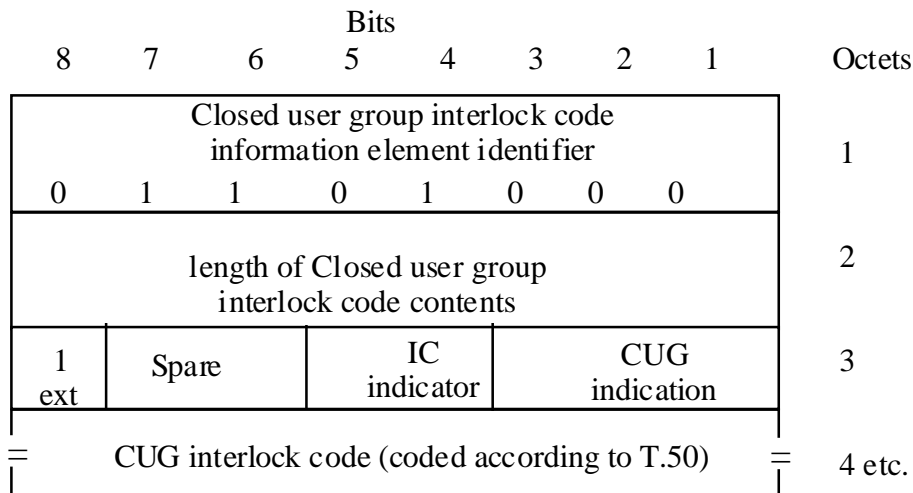 Bits
8 7 6 5 4 3 2 1 Octets
Closed user group interlock code
information element identifier
1
0 1 1 0 1 0 0 0
2
length of Closed user group
interlock code contents
1 Spare IC CUG 3
ext indicator indication
= CUG interlock code (coded according to T.50) = 4 etc.